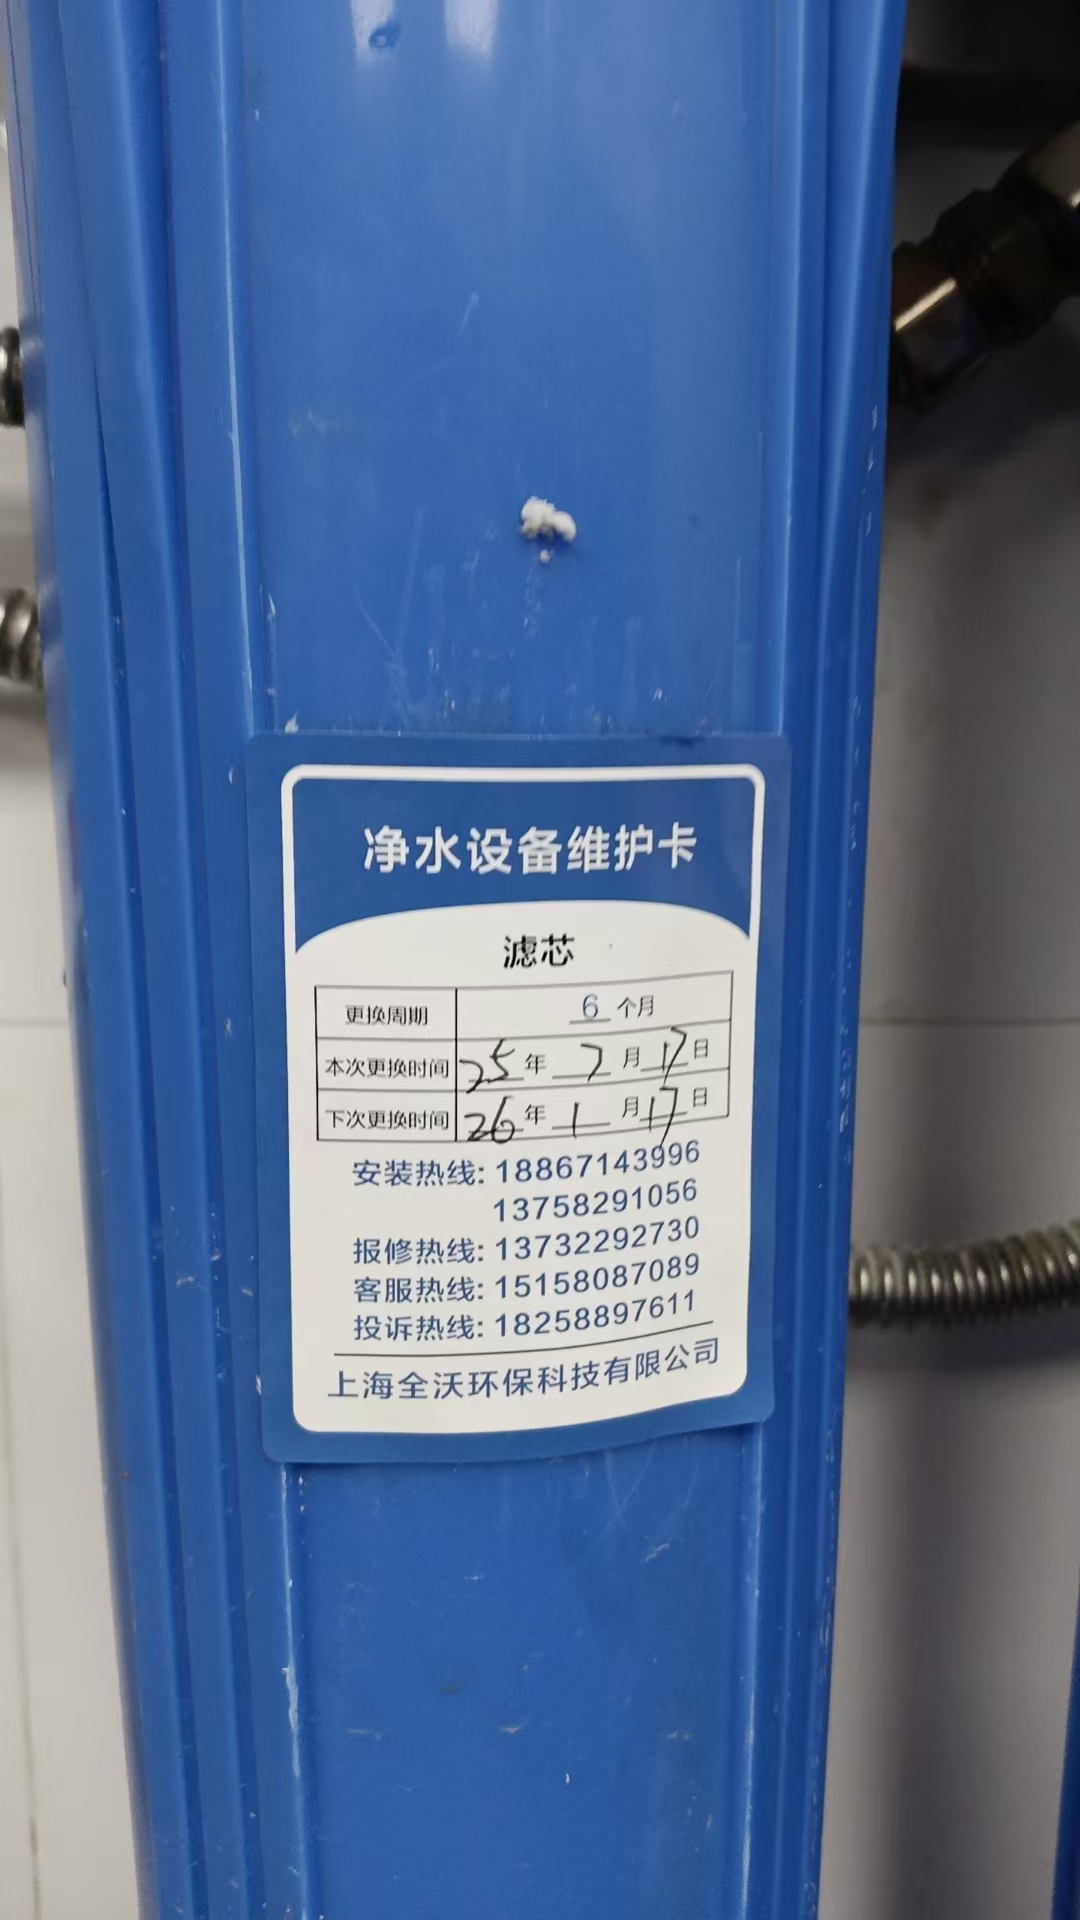 净水设备维护卡
滤芯
更换周期 6 个月
本次更换时间 25 年 7 月 17 日
下次更换时间 26 年 1 月 17 日
安装热线: 18867143996
13758291056
报修热线: 13732292730
客服热线: 15158087089
投诉热线: 18258897611
上海全沃环保科技有限公司